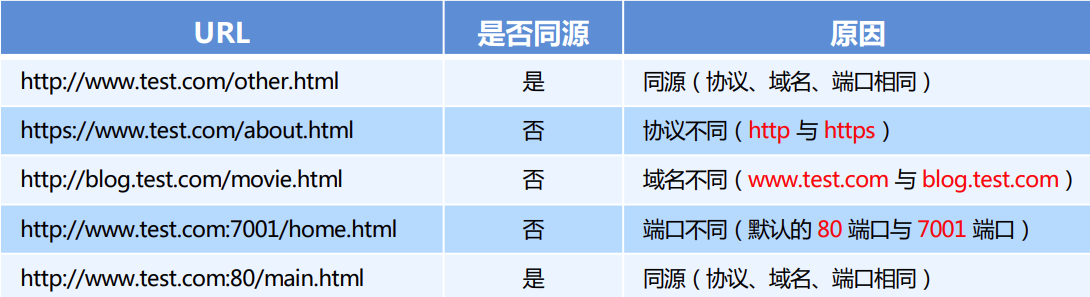 URL 是否同源 原因
http://www.test.com/other.html 是 同源（协议、域名、端口相同）
https://www.test.com/about.html 否 协议不同（http 与 https）
http://blog.test.com/movie.html 否 域名不同（www.test.com 与 blog.test.com）
http://www.test.com:7001/home.html 否 端口不同（默认的 80 端口与 7001 端口）
http://www.test.com:80/main.html 是 同源（协议、域名、端口相同）